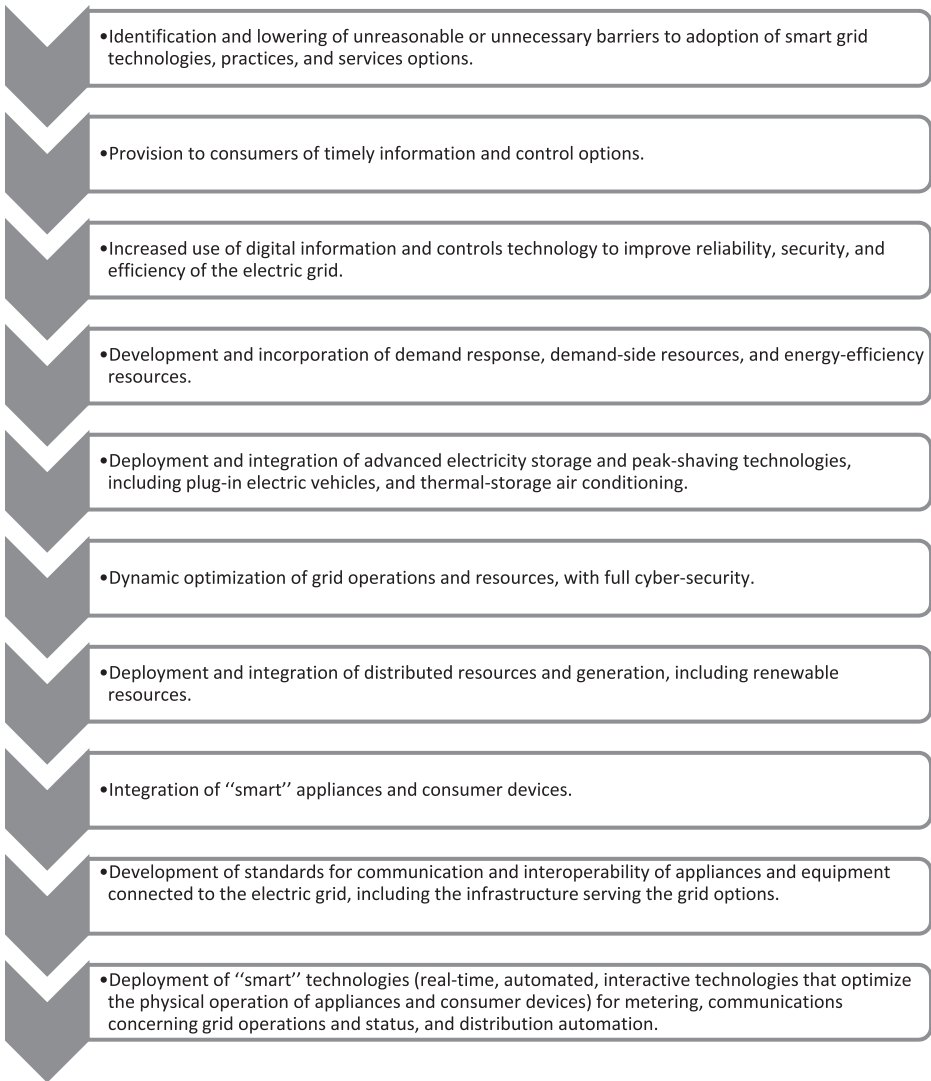 •Identification and lowering of unreasonable or unnecessary barriers to adoption of smart grid
technologies, practices, and services options.
•Provision to consumers of timely information and control options.
•Increased use of digital information and controls technology to improve reliability, security, and
efficiency of the electric grid.
•Development and incorporation of demand response, demand-side resources, and energy-efficiency
resources.
•Deployment and integration of advanced electricity storage and peak-shaving technologies,
including plug-in electric vehicles, and thermal-storage air conditioning.
•Dynamic optimization of grid operations and resources, with full cyber-security.
•Deployment and integration of distributed resources and generation, including renewable
resources.
•Integration of ‘‘smart’’ appliances and consumer devices.
•Development of standards for communication and interoperability of appliances and equipment
connected to the electric grid, including the infrastructure serving the grid options.
•Deployment of ‘‘smart’’ technologies (real-time, automated, interactive technologies that optimize
the physical operation of appliances and consumer devices) for metering, communications
concerning grid operations and status, and distribution automation.